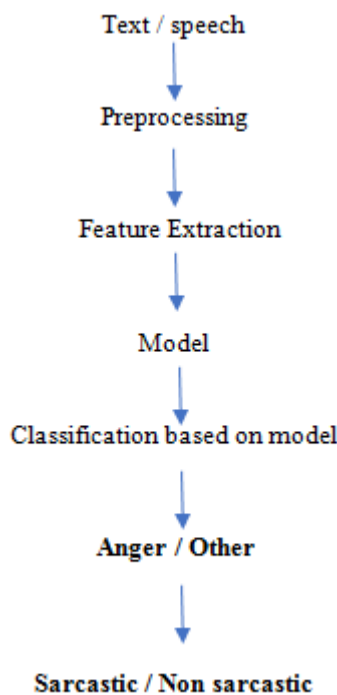 Text / speech
Preprocessing
Feature Extraction
Model
Classification based on model
Anger / Other
Sarcastic / Non sarcastic